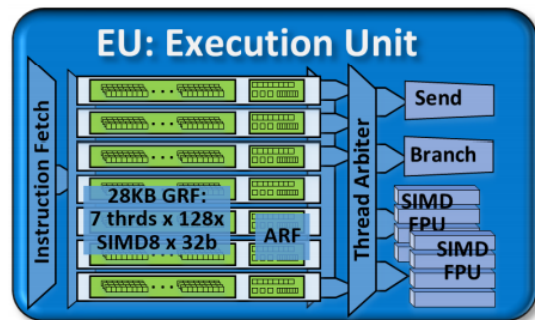 EU: Execution Unit
Instruction Fetch
28KB GRF:
7 thrds x 128x
SIMD8 x 32b
ARF
Thread Arbiter
Send
Branch
SIMD
FPU
SIMD
FPU